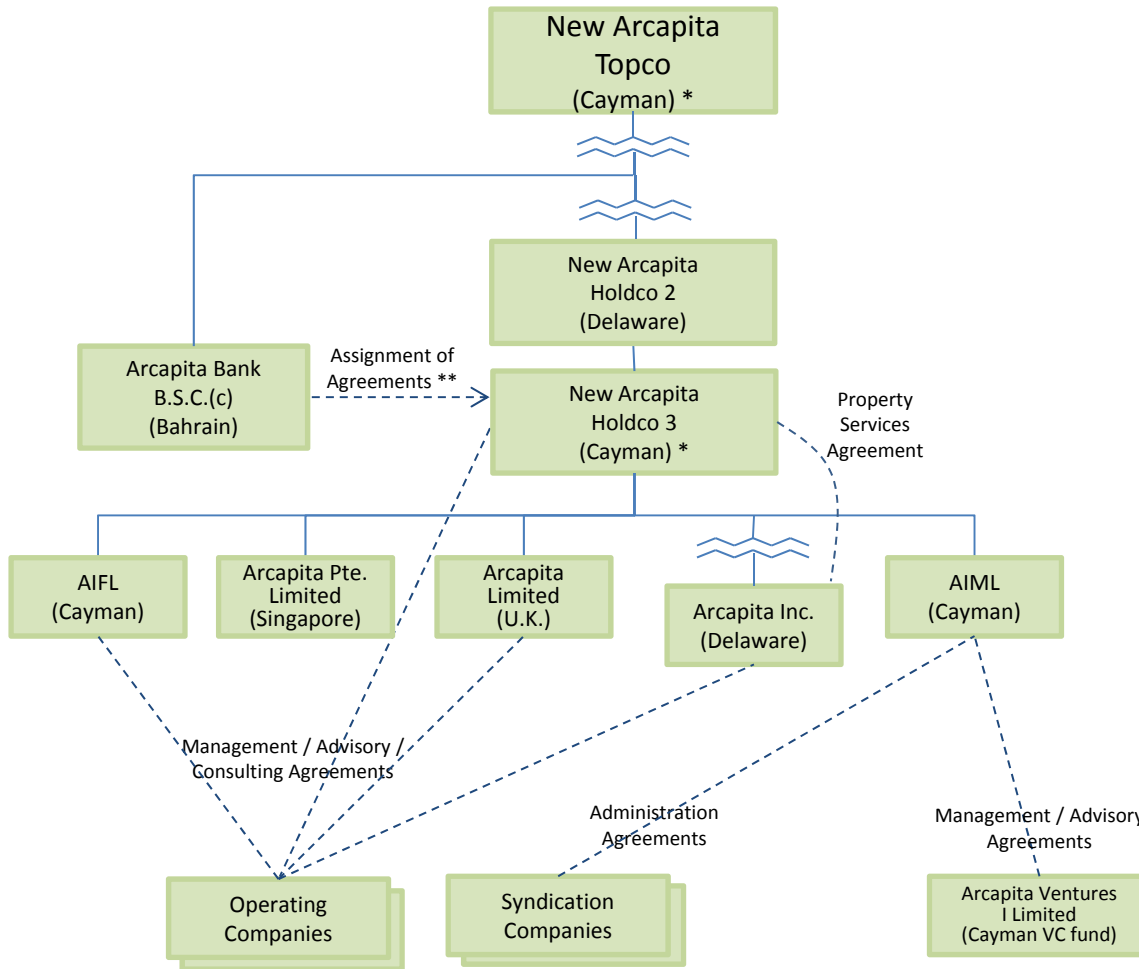 New Arcapita
Topco
(Cayman) *
New Arcapita
Holdco 2
(Delaware)
Arcapita Bank
B.S.C.(c)
(Bahrain)
Assignment of
Agreements **
New Arcapita
Holdco 3
(Cayman) *
Property
Services
Agreement
AIFL
(Cayman)
Arcapita Pte.
Limited
(Singapore)
Arcapita
Limited
(U.K.)
Arcapita Inc.
(Delaware)
AIML
(Cayman)
Management / Advisory /
Consulting Agreements
Administration
Agreements
Management / Advisory
Agreements
Operating
Companies
Syndication
Companies
Arcapita Ventures
I Limited
(Cayman VC fund)